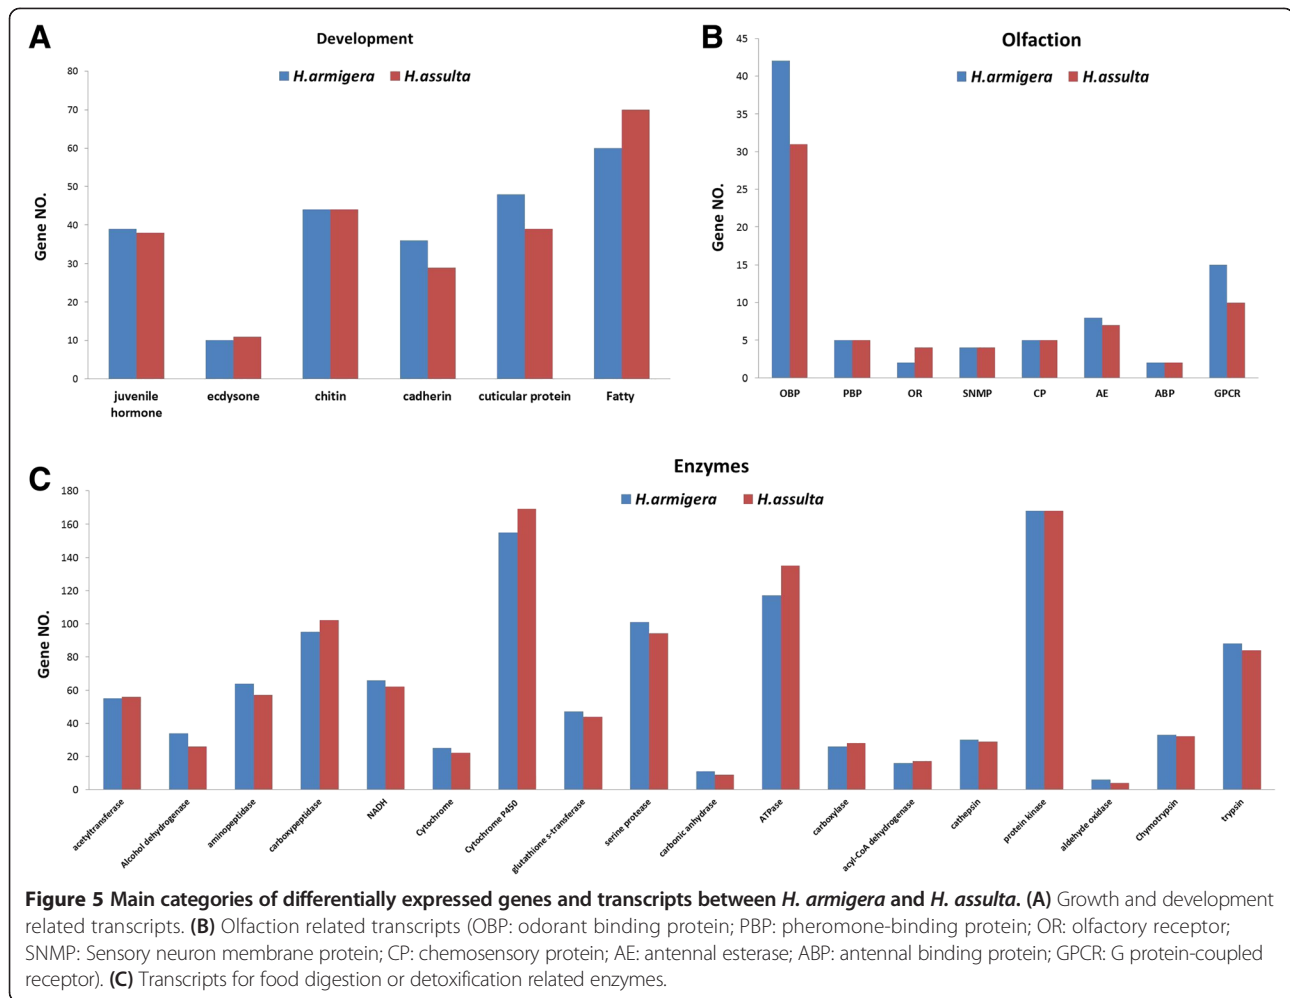 A
Development
H.armigera H.assulta
Gene NO.
80
70
60
50
40
30
20
10
0
juvenile hormone
ecdysone
chitin
cadherin
cuticular protein
Fatty
B
Olfaction
H.armigera H.assulta
Gene NO.
45
40
35
30
25
20
15
10
5
0
OBP
PBP
OR
SNMP
CP
AE
ABP
GPCR
C
Enzymes
H.armigera H.assulta
Gene NO.
180
160
140
120
100
80
60
40
20
0
acetyltransferase
Alcohol dehydrogenase
aminopeptidase
carboxypeptidase
NADH
Cytochrome
Cytochrome P450
glutathione s-transferase
serine protease
carbonic anhydrase
ATPase
carboxylase
acyl-CoA dehydrogenase
cathepsin
protein kinase
aldehyde oxidase
Chymotrypsin
trypsin
Figure 5 Main categories of differentially expressed genes and transcripts between H. armigera and H. assulta. (A) Growth and development
related transcripts. (B) Olfaction related transcripts (OBP: odorant binding protein; PBP: pheromone-binding protein; OR: olfactory receptor;
SNMP: Sensory neuron membrane protein; CP: chemosensory protein; AE: antennal esterase; ABP: antennal binding protein; GPCR: G protein-coupled
receptor). (C) Transcripts for food digestion or detoxification related enzymes.